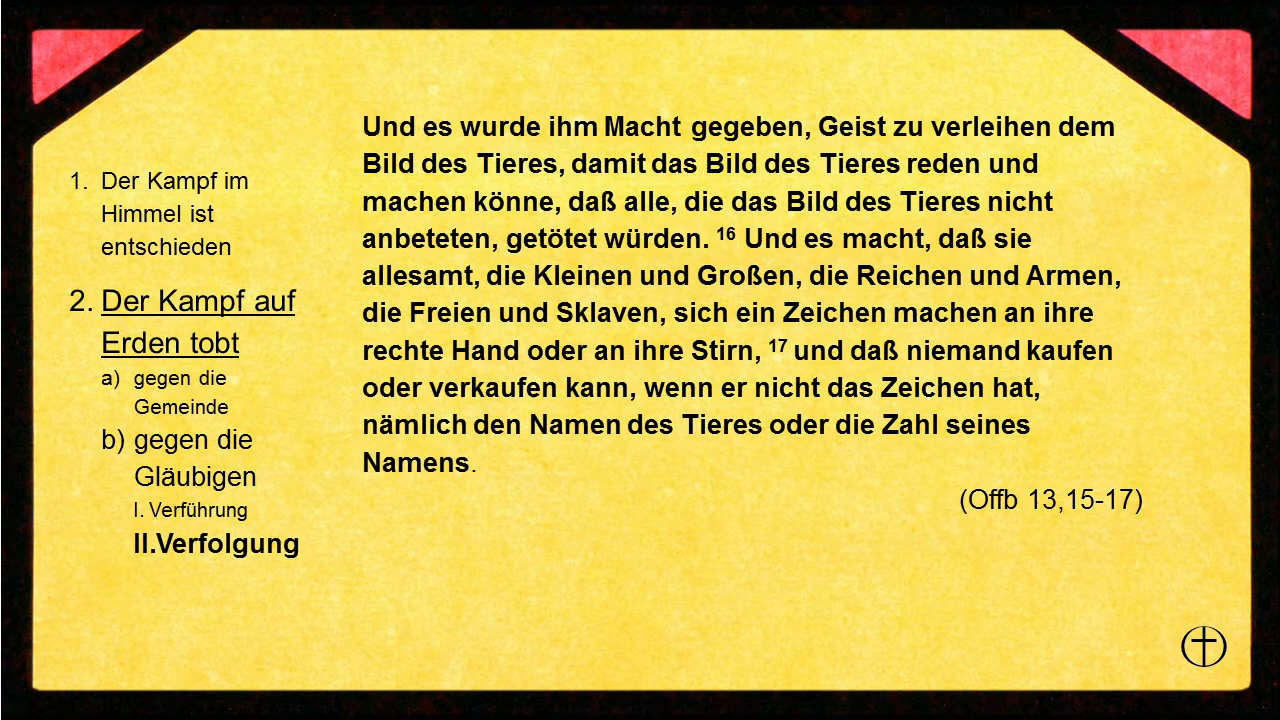 1. Der Kampf im
Himmel ist
entschieden
2. Der Kampf auf
Erden tobt
a) gegen die
Gemeinde
b) gegen die
Gläubigen
I. Verführung
II.Verfolgung
Und es wurde ihm Macht gegeben, Geist zu verleihen dem
Bild des Tieres, damit das Bild des Tieres reden und
machen könne, daß alle, die das Bild des Tieres nicht
anbeteten, getötet würden. 16 Und es macht, daß sie
allesamt, die Kleinen und Großen, die Reichen und Armen,
die Freien und Sklaven, sich ein Zeichen machen an ihre
rechte Hand oder an ihre Stirn, 17 und daß niemand kaufen
oder verkaufen kann, wenn er nicht das Zeichen hat,
nämlich den Namen des Tieres oder die Zahl seines
Namens.
(Offb 13,15-17)